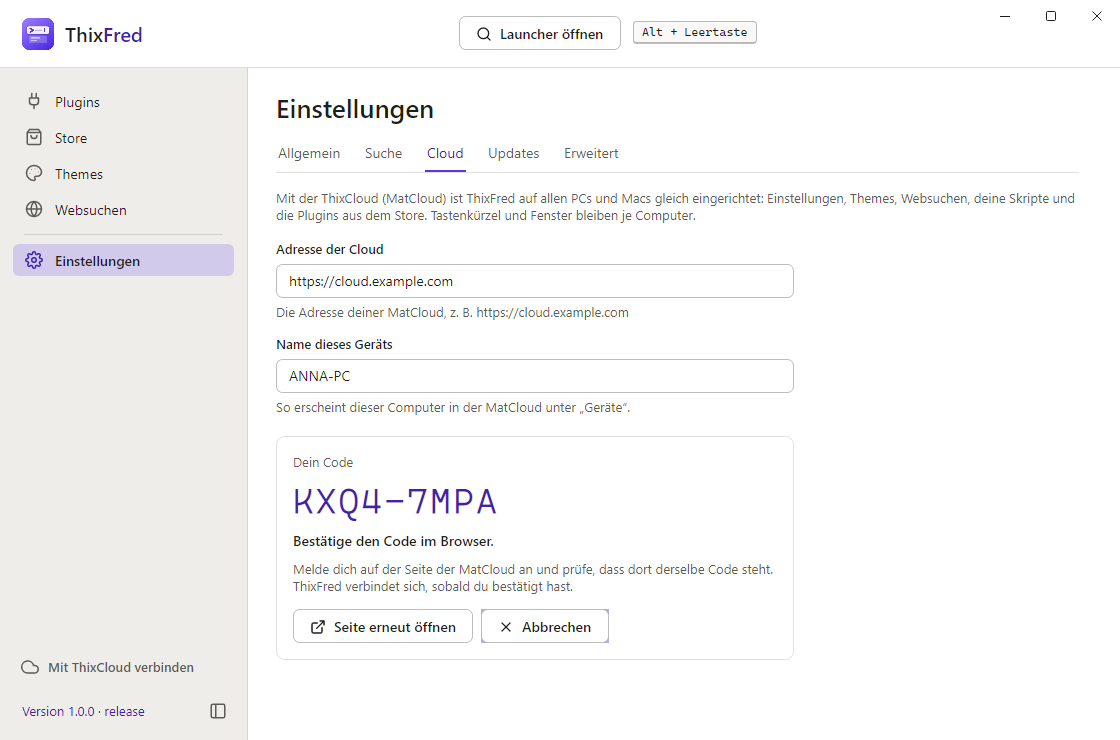 ThixFred
Launcher öffnen
Alt + Leertaste
Plugins
Store
Themes
Websuchen
Einstellungen
Mit ThixCloud verbinden
Version 1.0.0 · release
Einstellungen
Allgemein Suche Cloud Updates Erweitert
Mit der ThixCloud (MatCloud) ist ThixFred auf allen PCs und Macs gleich eingerichtet: Einstellungen, Themes, Websuchen, deine Skripte und
die Plugins aus dem Store. Tastenkürzel und Fenster bleiben je Computer.
Adresse der Cloud
https://cloud.example.com
Die Adresse deiner MatCloud, z. B. https://cloud.example.com
Name dieses Geräts
ANNA-PC
So erscheint dieser Computer in der MatCloud unter „Geräte“.
Dein Code
KXQ4-7MPA
Bestätige den Code im Browser.
Melde dich auf der Seite der MatCloud an und prüfe, dass dort derselbe Code steht.
ThixFred verbindet sich, sobald du bestätigt hast.
Seite erneut öffnen
Abbrechen